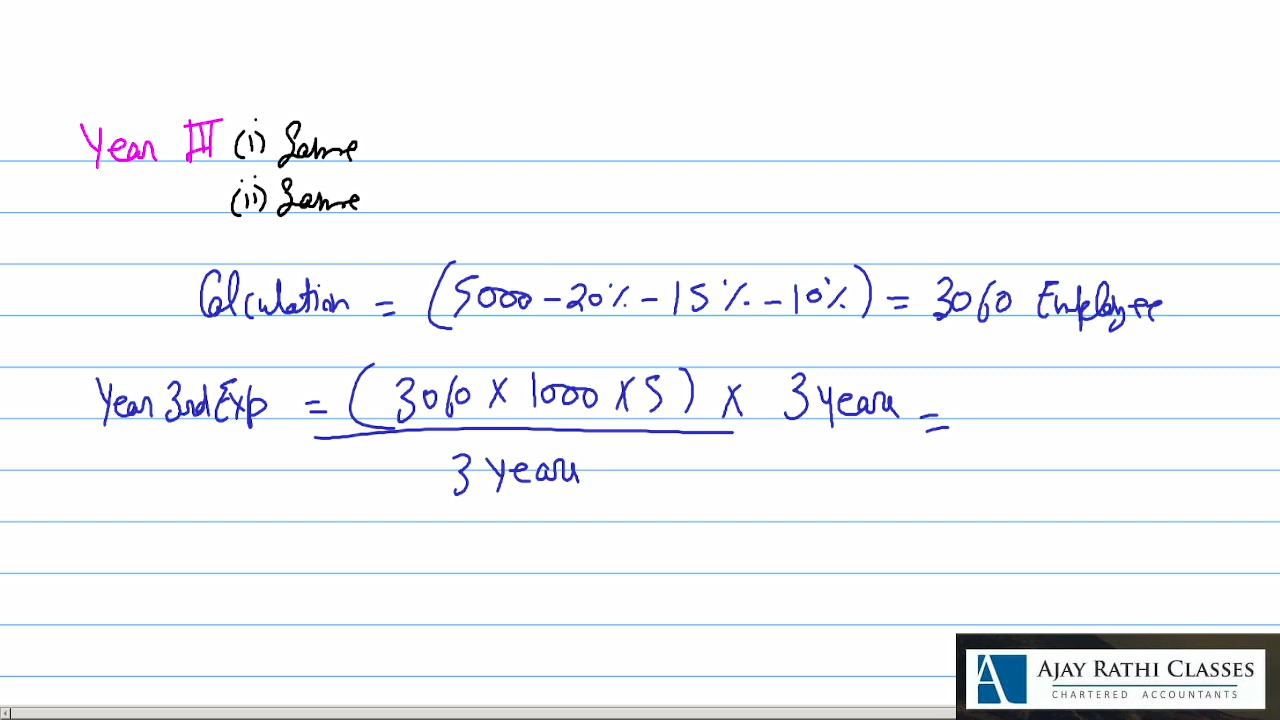 Year III (i) Same
(ii) Same
Calculation = (5000 - 20% - 15% - 10%) = 3060 Employee
Year 3rd Exp = (3060 × 1000 × 5) × 3 years =
3 years
AJAY RATHI CLASSES
CHARTERED ACCOUNTANTS